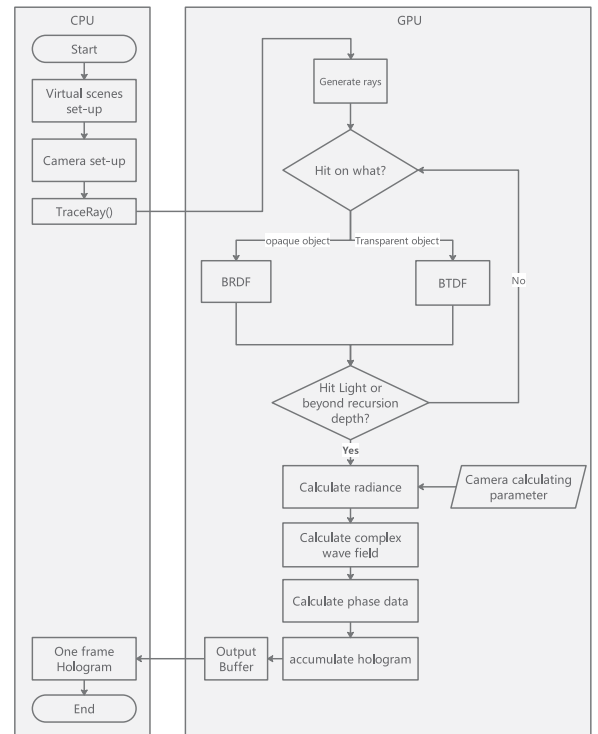 CPU
Start
Virtual scenes
set-up
Camera set-up
TraceRay()
One frame
Hologram
End
GPU
Generate rays
Hit on what?
opaque object
Transparent object
BRDF
BTDF
No
Hit Light or
beyond recursion
depth?
Yes
Calculate radiance
Camera calculating
parameter
Calculate complex
wave field
Calculate phase data
accumulate hologram
Output
Buffer